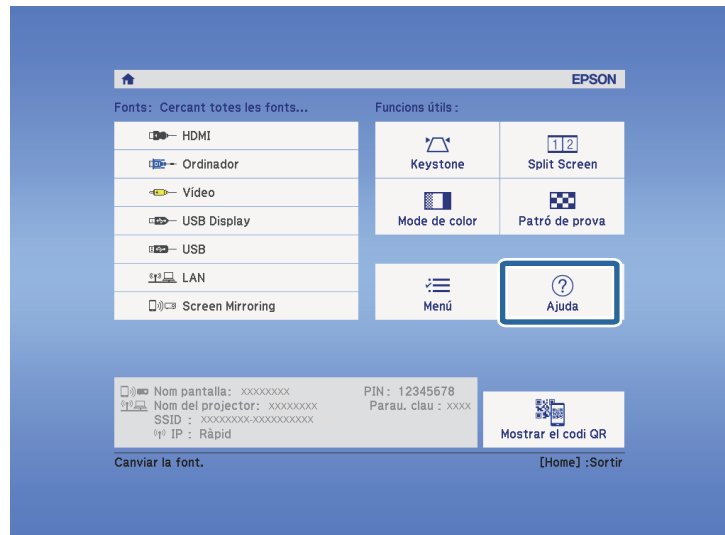 EPSON
Fonts: Cercant totes les fonts...
HDMI
Ordinador
Vídeo
USB Display
USB
LAN
Screen Mirroring
Funcions útils :
Keystone
1 2
Split Screen
Mode de color
Patró de prova
Menú
?
Ajuda
Nom pantalla: xxxxxxxx
PIN : 12345678
Nom del projector: xxxxxxxx
Parau. clau : xxxx
SSID : xxxxxxxx-xxxxxxxxxx
IP : Ràpid
Mostrar el codi QR
Canviar la font.
[Home] :Sortir